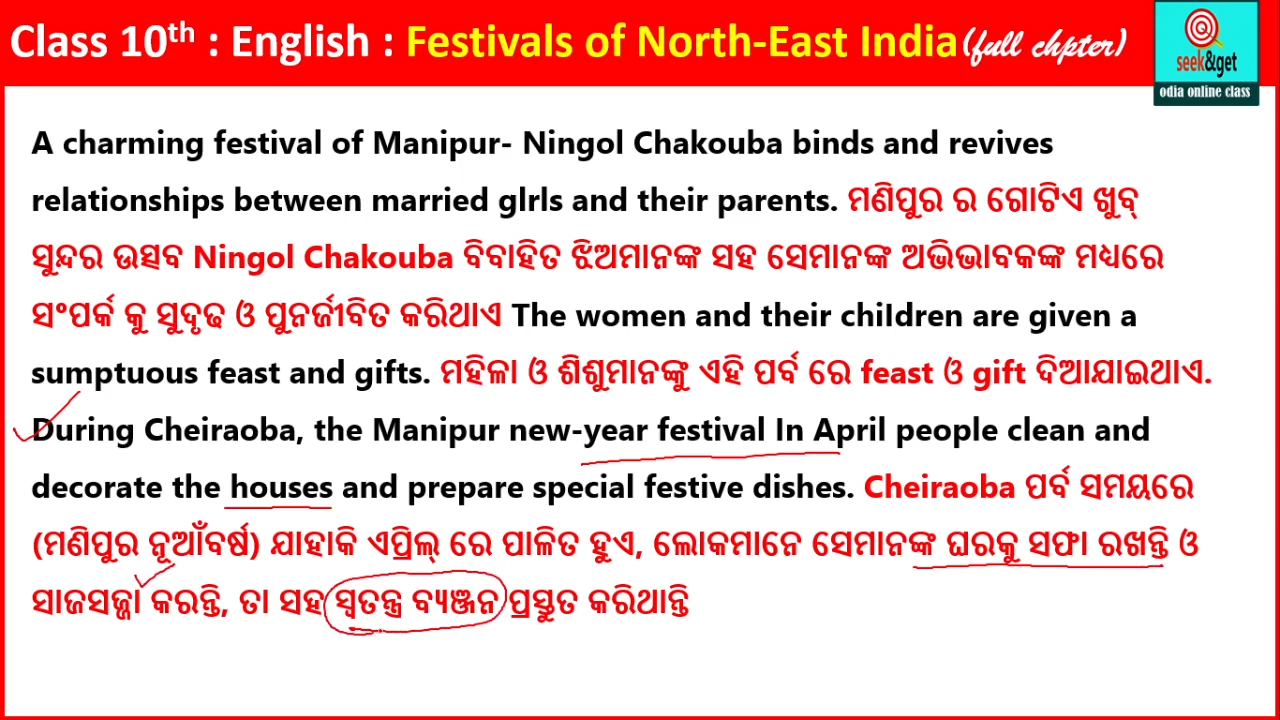 Class 10th : English : Festivals of North-East India (full chpter)
seek&get
odia online class
A charming festival of Manipur- Ningol Chakouba binds and revives
relationships between married glrls and their parents. ମଣିପୁର ର ଗୋଟିଏ ଖୁବ୍
ସୁନ୍ଦର ଉତ୍ସବ Ningol Chakouba ବିବାହିତ ଝିଅମାନଙ୍କ ସହ ସେମାନଙ୍କ ଅଭିଭାବକଙ୍କ ମଧ୍ୟରେ
ସଂପର୍କ କୁ ସୁଦୃଢ ଓ ପୁନର୍ଜୀବିତ କରିଥାଏ The women and their chiIdren are given a
sumptuous feast and gifts. ମହିଳା ଓ ଶିଶୁମାନଙ୍କୁ ଏହି ପର୍ବ ରେ feast ଓ gift ଦିଆଯାଇଥାଏ.
During Cheiraoba, the Manipur new-year festival In April people clean and
decorate the houses and prepare special festive dishes. Cheiraoba ପର୍ବ ସମୟରେ
(ମଣିପୁର ନୂଆଁବର୍ଷ) ଯାହାକି ଏପ୍ରିଲ୍ ରେ ପାଳିତ ହୁଏ, ଲୋକମାନେ ସେମାନଙ୍କ ଘରକୁ ସଫା ରଖନ୍ତି ଓ
ସାଜସଜ୍ଜା କରନ୍ତି, ତା ସହ ସ୍ୱତନ୍ତ୍ର ବ୍ୟଞ୍ଜନ ପ୍ରସ୍ତୁତ କରିଥାନ୍ତି